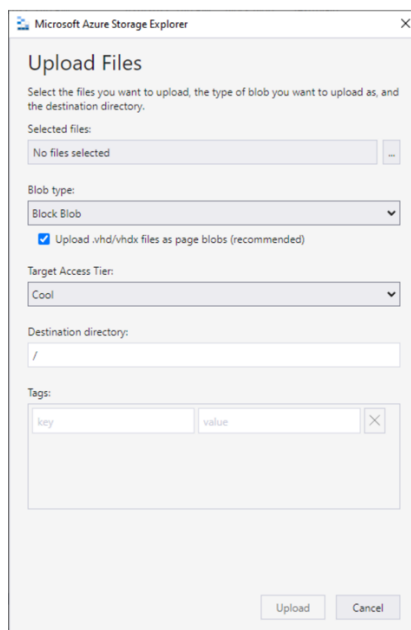 Microsoft Azure Storage Explorer
Upload Files
Select the files you want to upload, the type of blob you want to upload as, and
the destination directory.
Selected files:
No files selected
...
Blob type:
Block Blob
Upload .vhd/vhdx files as page blobs (recommended)
Target Access Tier:
Cool
Destination directory:
/
Tags:
key value
Upload Cancel